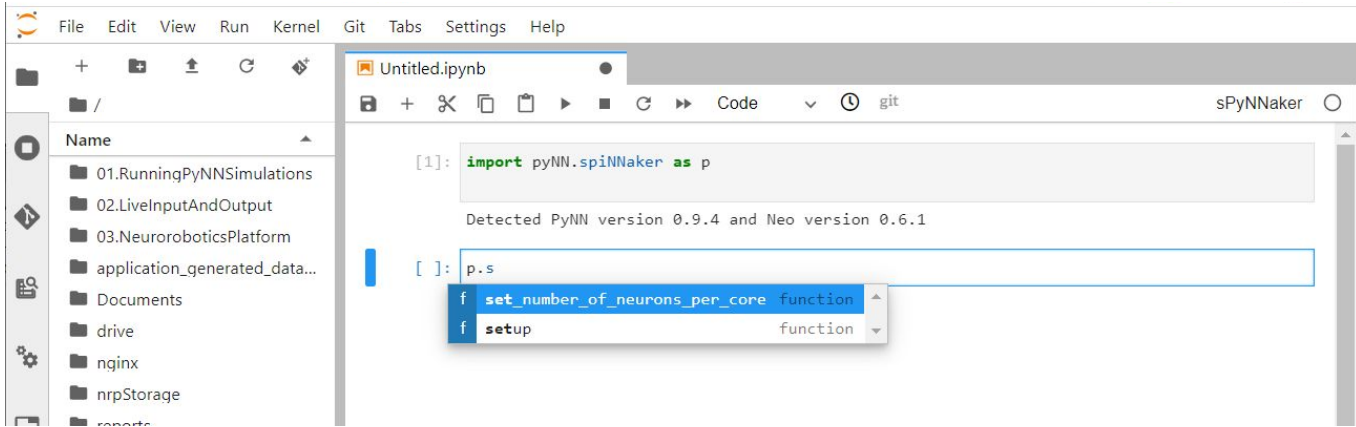 File Edit View Run Kernel Git Tabs Settings Help
Untitled.ipynb
/
Code git sPyNNaker
Name
01.RunningPyNNSimulations
02.LiveInputAndOutput
03.NeuroroboticsPlatform
application_generated_data...
Documents
drive
nginx
nrpStorage
reports
[1]: import pyNN.spiNNaker as p
Detected PyNN version 0.9.4 and Neo version 0.6.1
[ ]: p.s
f set_number_of_neurons_per_core function
f setup function